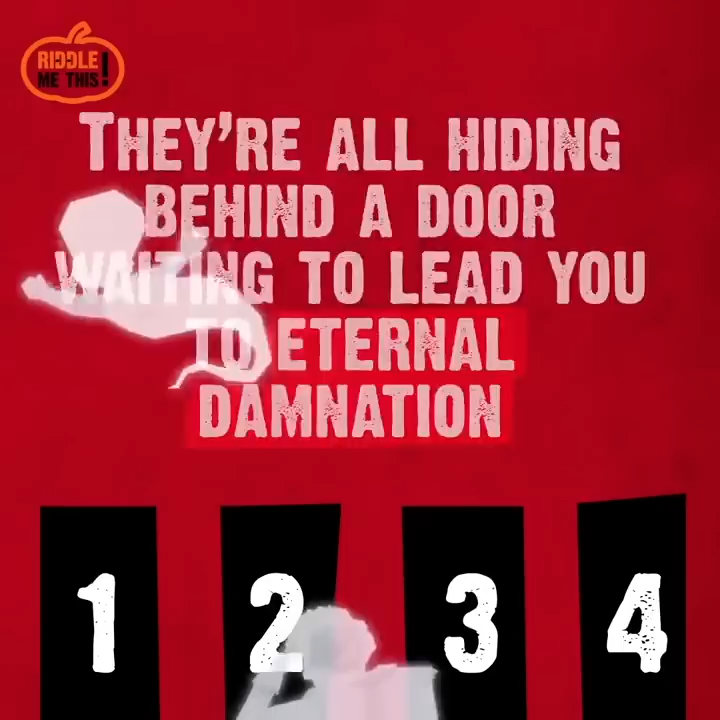 RIDDLE
ME THIS!
THEY'RE ALL HIDING
BEHIND A DOOR
WAITING TO LEAD YOU
TO ETERNAL
DAMNATION
1 2 3 4